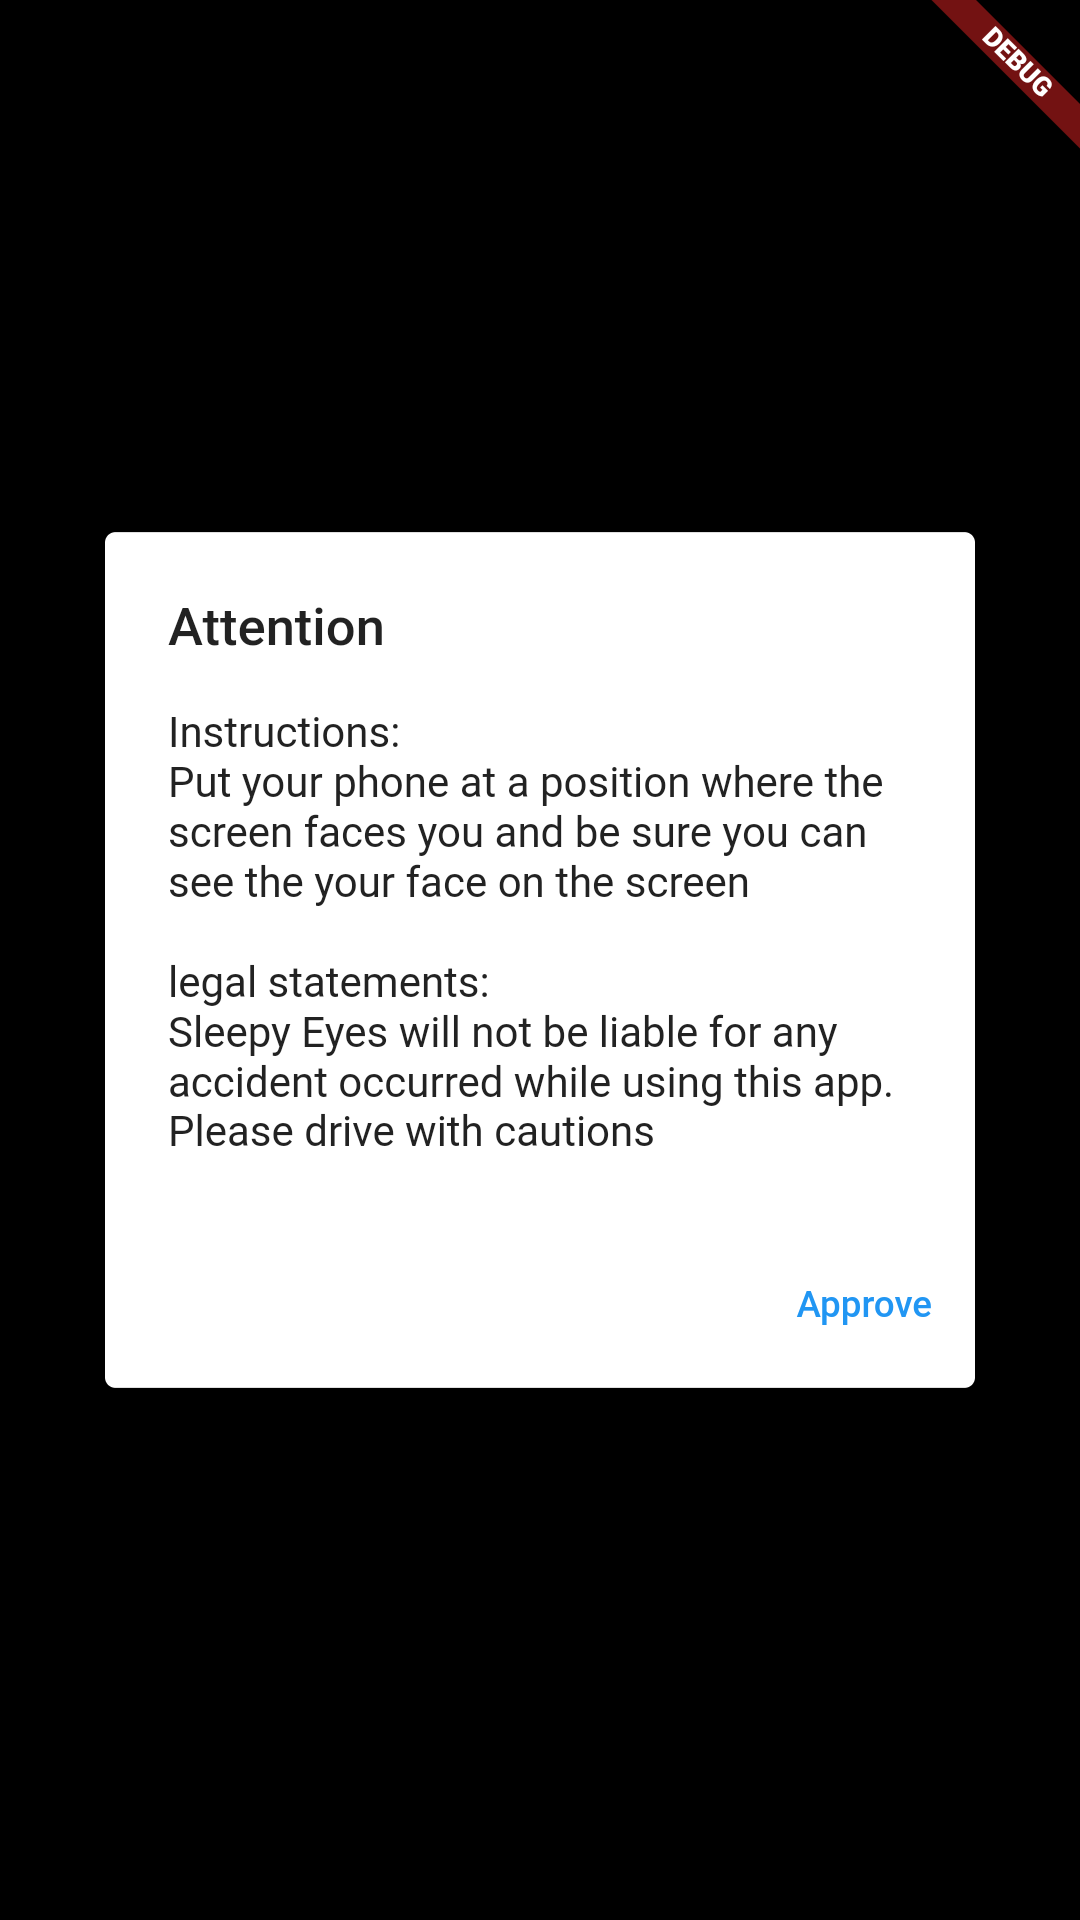 DEBUG
Attention
Instructions:
Put your phone at a position where the
screen faces you and be sure you can
see the your face on the screen
legal statements:
Sleepy Eyes will not be liable for any
accident occurred while using this app.
Please drive with cautions
Approve